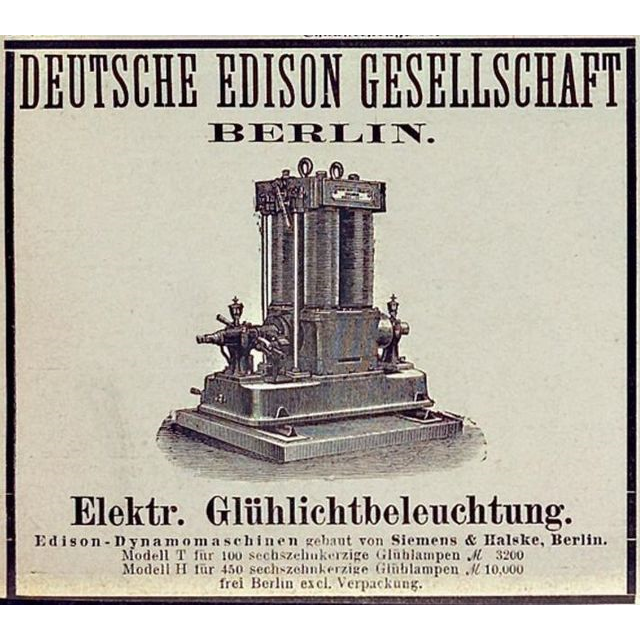 DEUTSCHE EDISON GESELLSCHAFT
BERLIN.
Elektr. Glühlichtbeleuchtung.
Edison-Dynamomaschinen gebaut von Siemens & Halske, Berlin.
Modell T für 100 sechszehnkerzige Glühlampen ℳ 3200
Modell H für 450 sechszehnkerzige Glühlampen ℳ 10,000
frei Berlin excl. Verpackung.